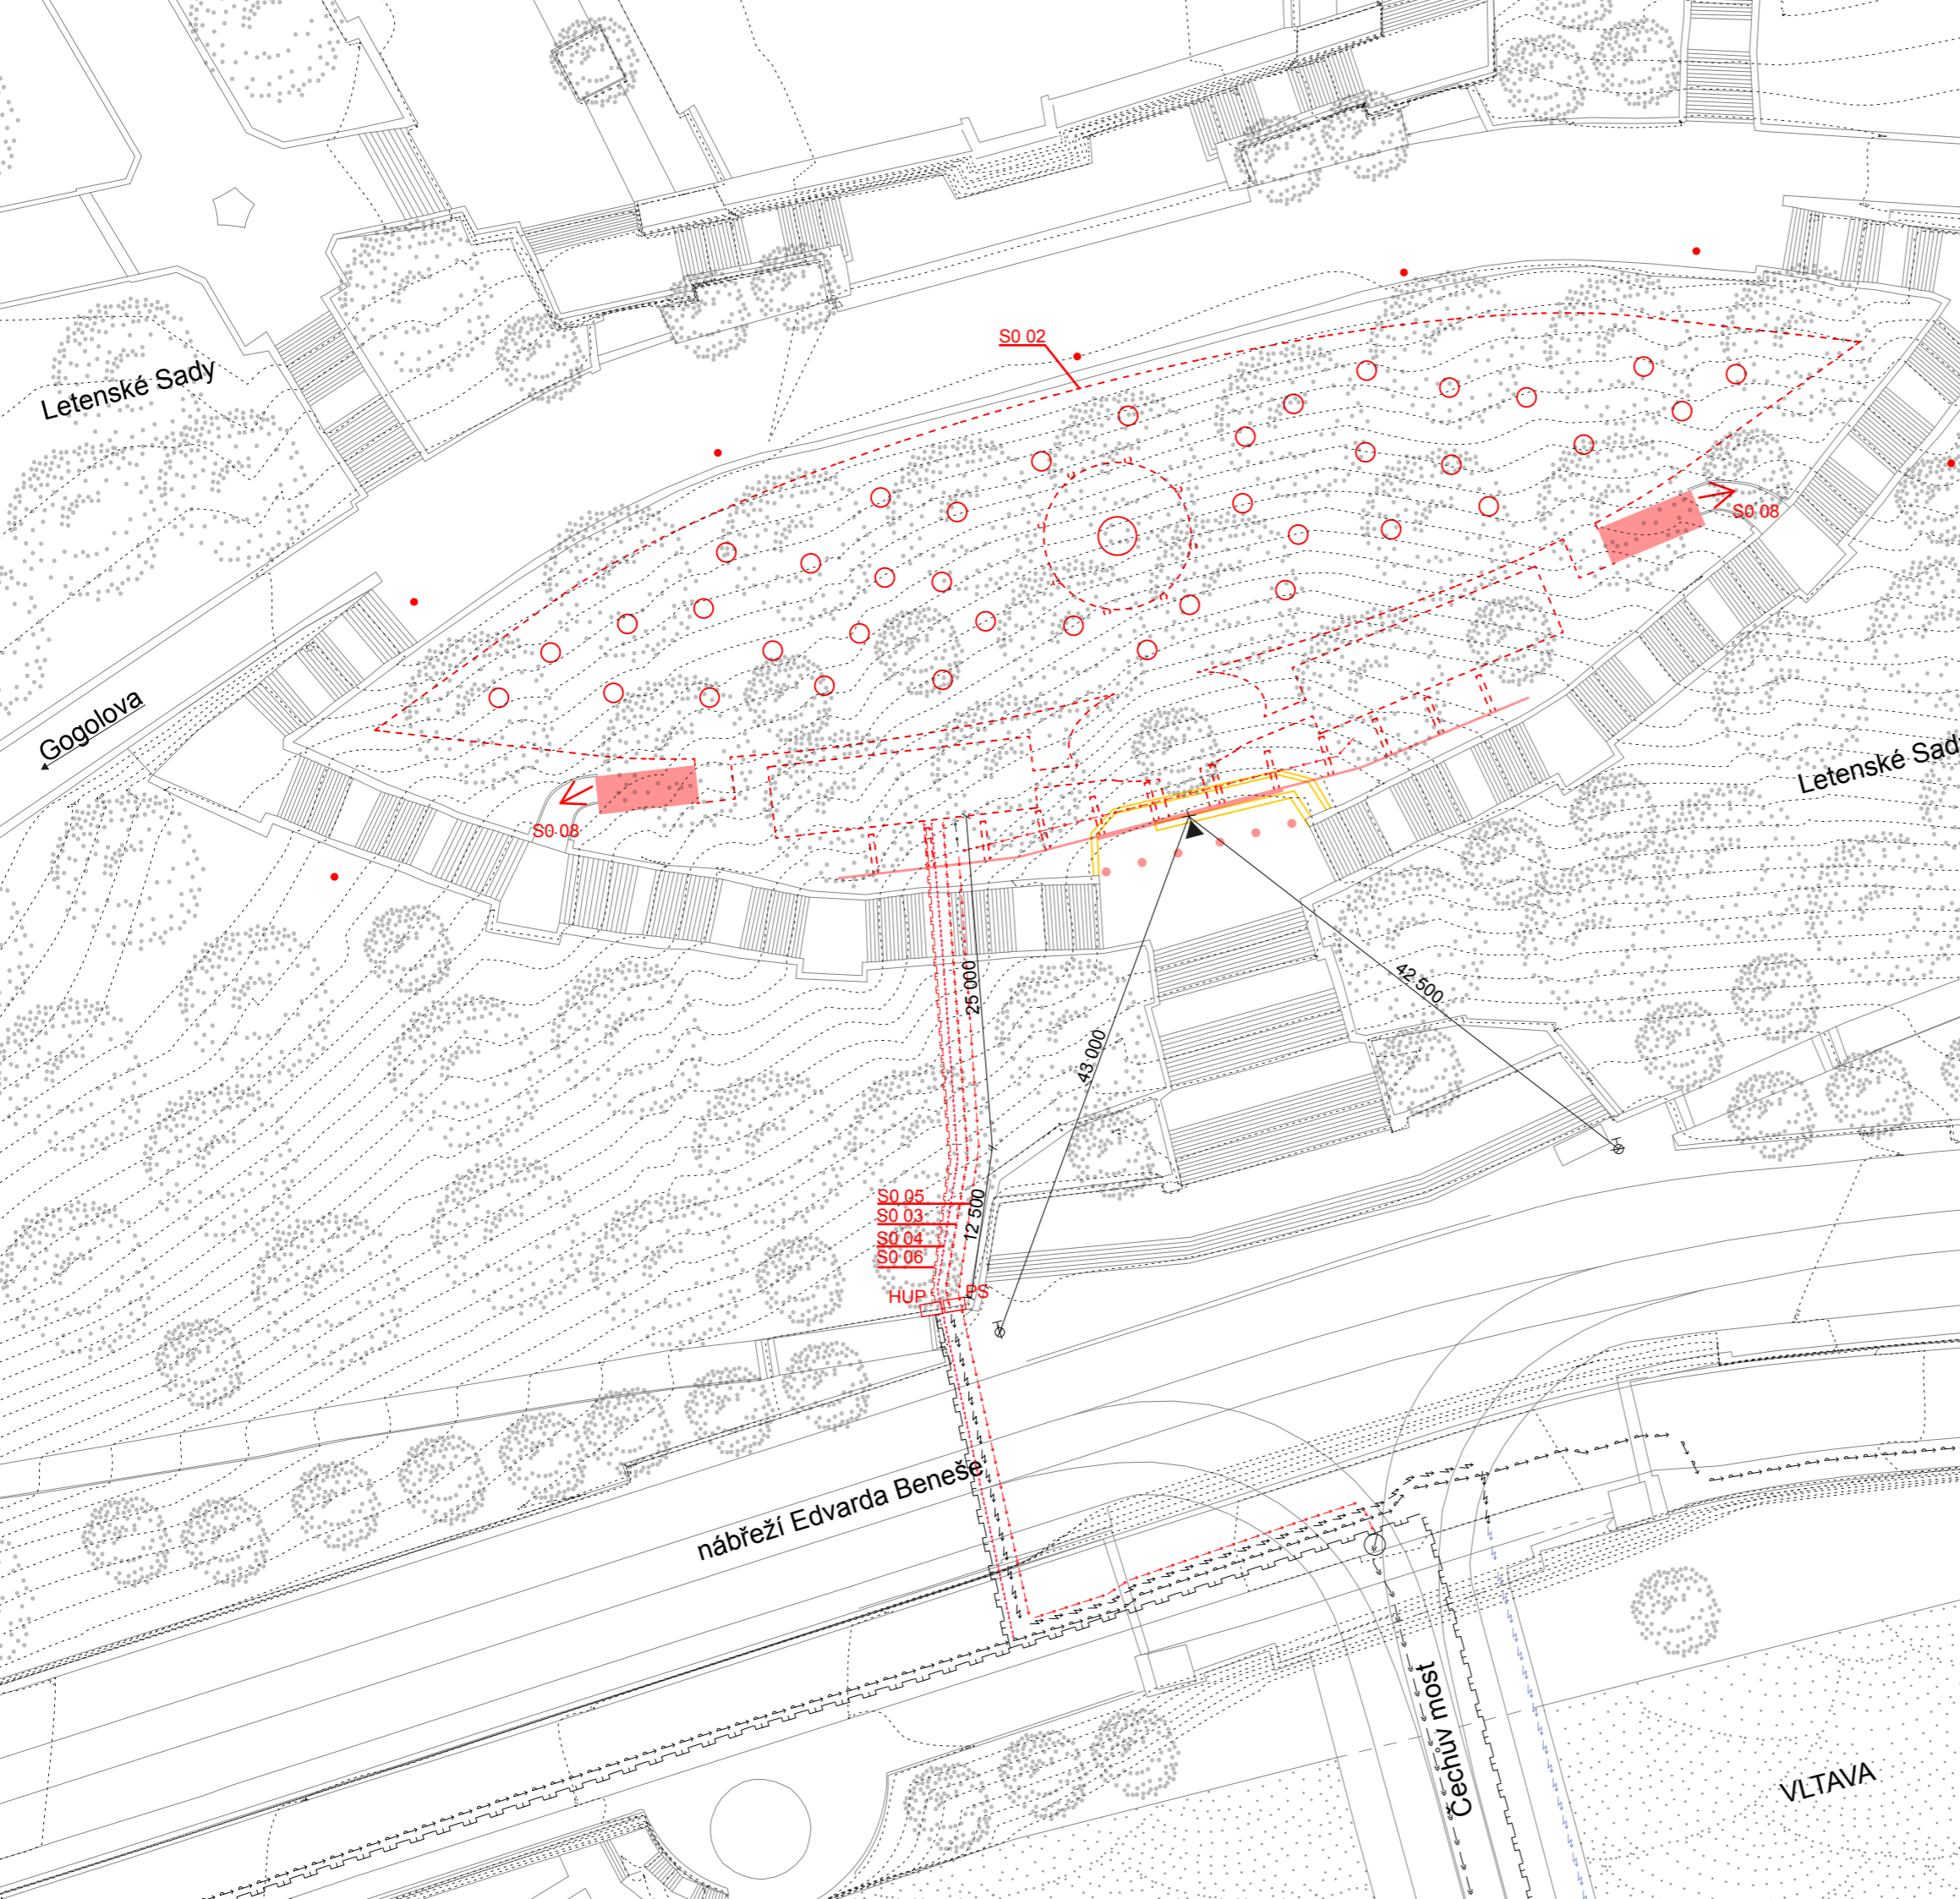 S0 02
Letenské Sady
S0 08
Gogolova
Letenské Sady
S0 08
25 000
42 500
43 000
S0 05
S0 03
S0 04
S0 06
12 500
HUP
PS
nábřeží Edvarda Beneše
Čechův most
VLTAVA